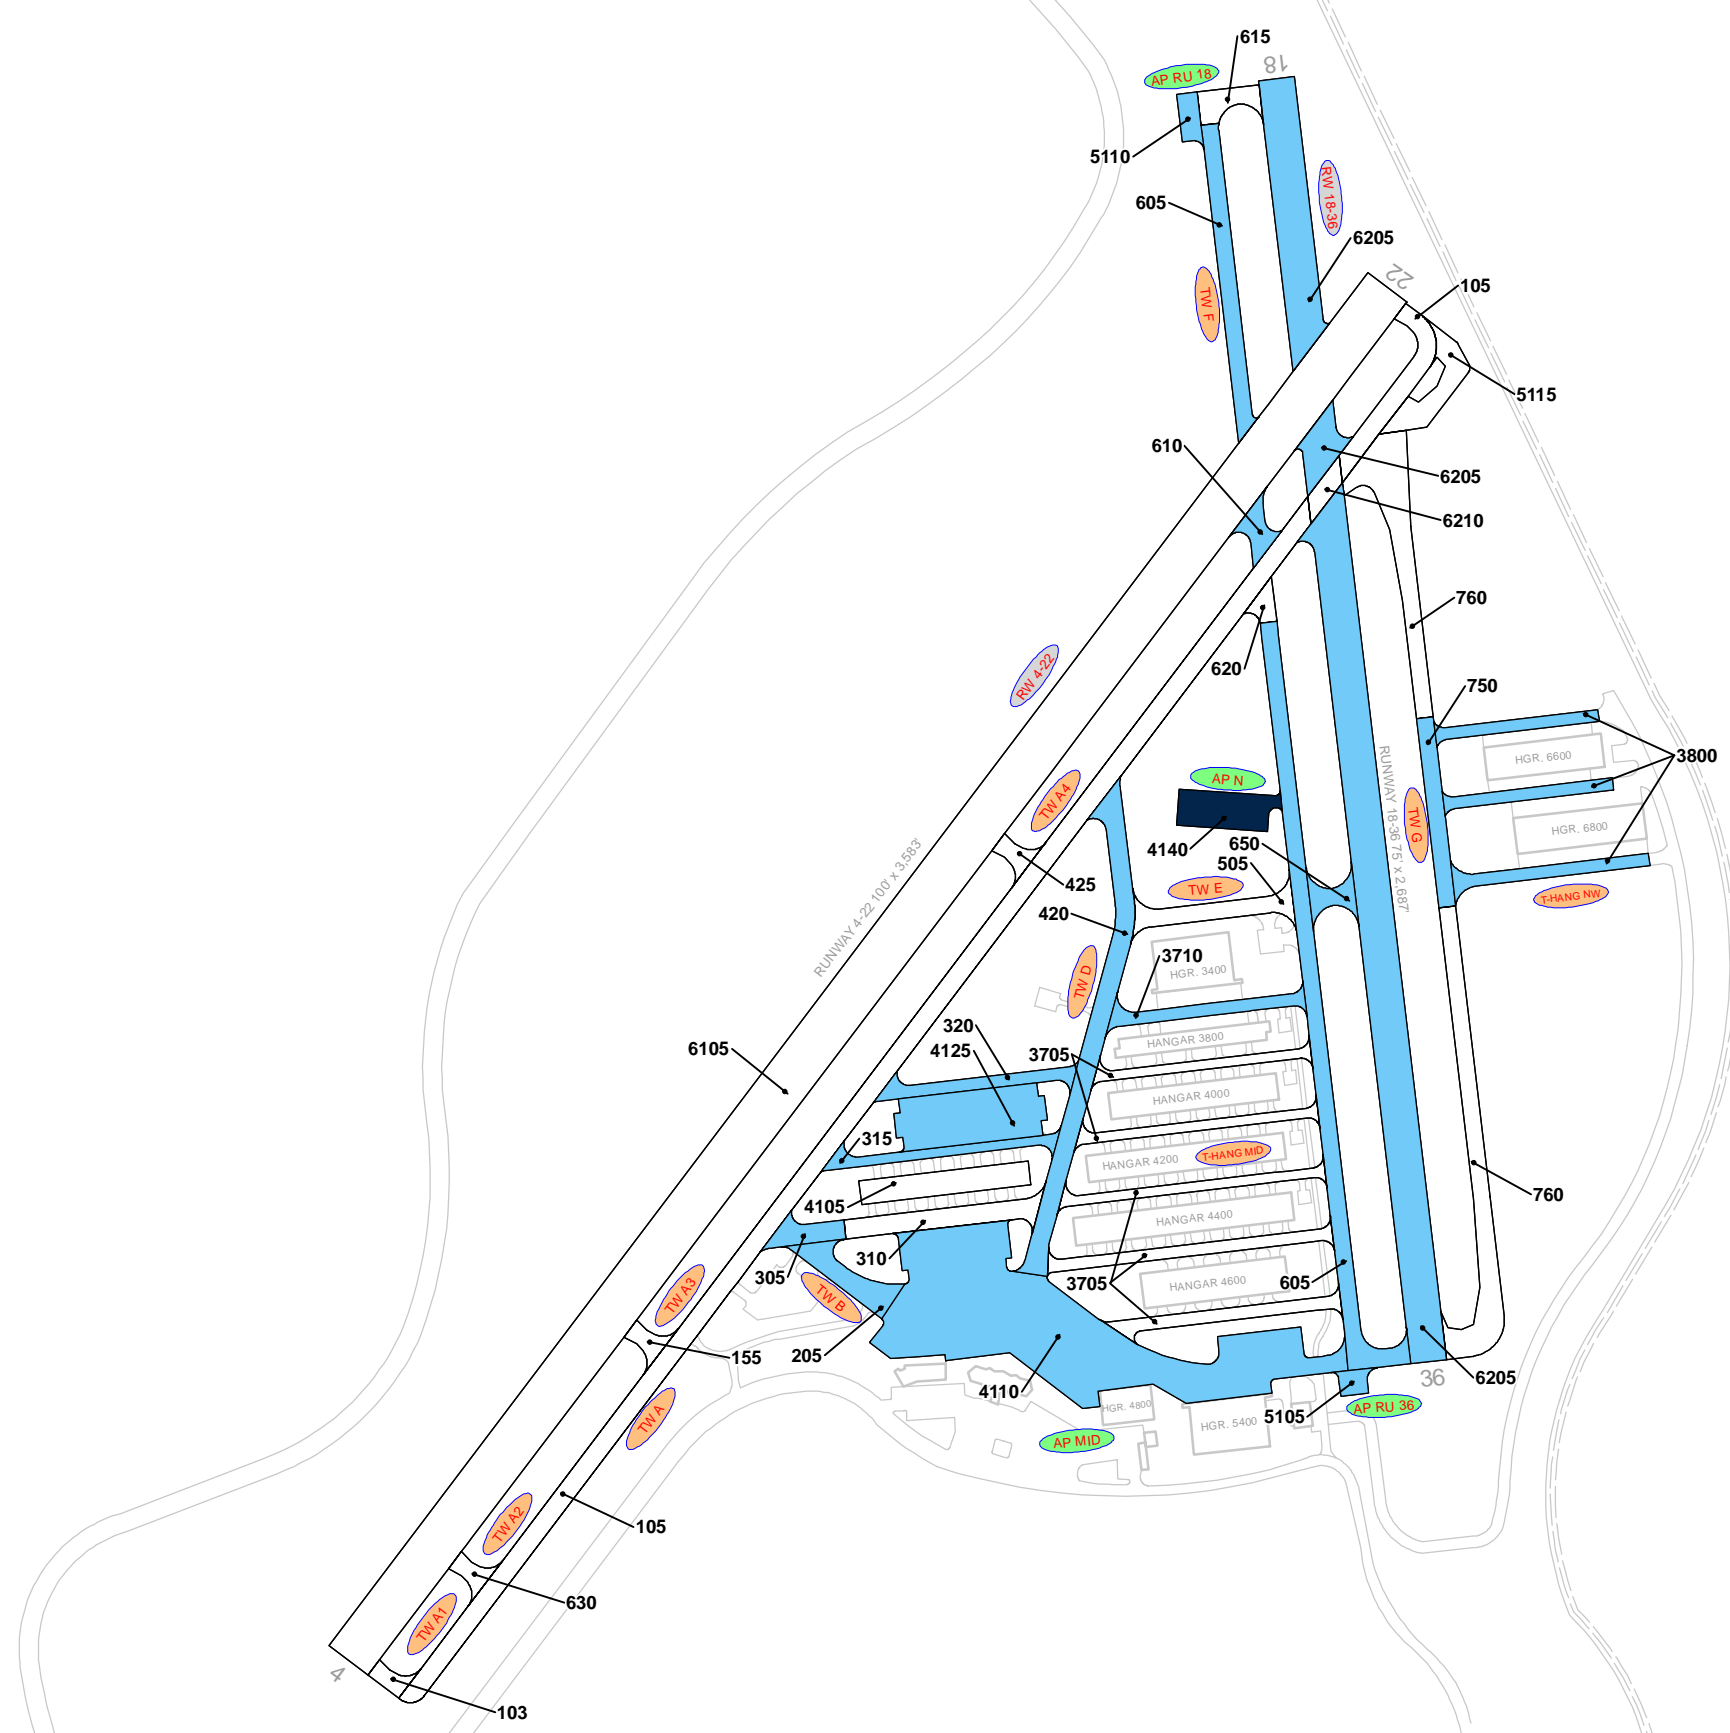 615
18
AP RU 18
5110
605
RW 18-36
6205
22
105
TW F
5115
610
6205
6210
760
620
RW 4-22
750
3800
HGR. 6600
RUNWAY 18-36 75' x 2,687'
AP N
TW A4
TW G
HGR. 6800
4140
650
505
RUNWAY 4-22 100' x 3,583'
425
TW E
T-HANG NW
420
3710
HGR. 3400
TW D
320
4125
3705
HANGAR 3800
6105
HANGAR 4000
315
HANGAR 4200
T-HANG MID
4105
760
HANGAR 4400
310
305
3705
HANGAR 4600
605
TW A3
TW B
155
205
4110
36
6205
HGR. 4800
5105
AP RU 36
HGR. 5400
TW A
AP MID
TW A2
105
630
TW A1
4
103